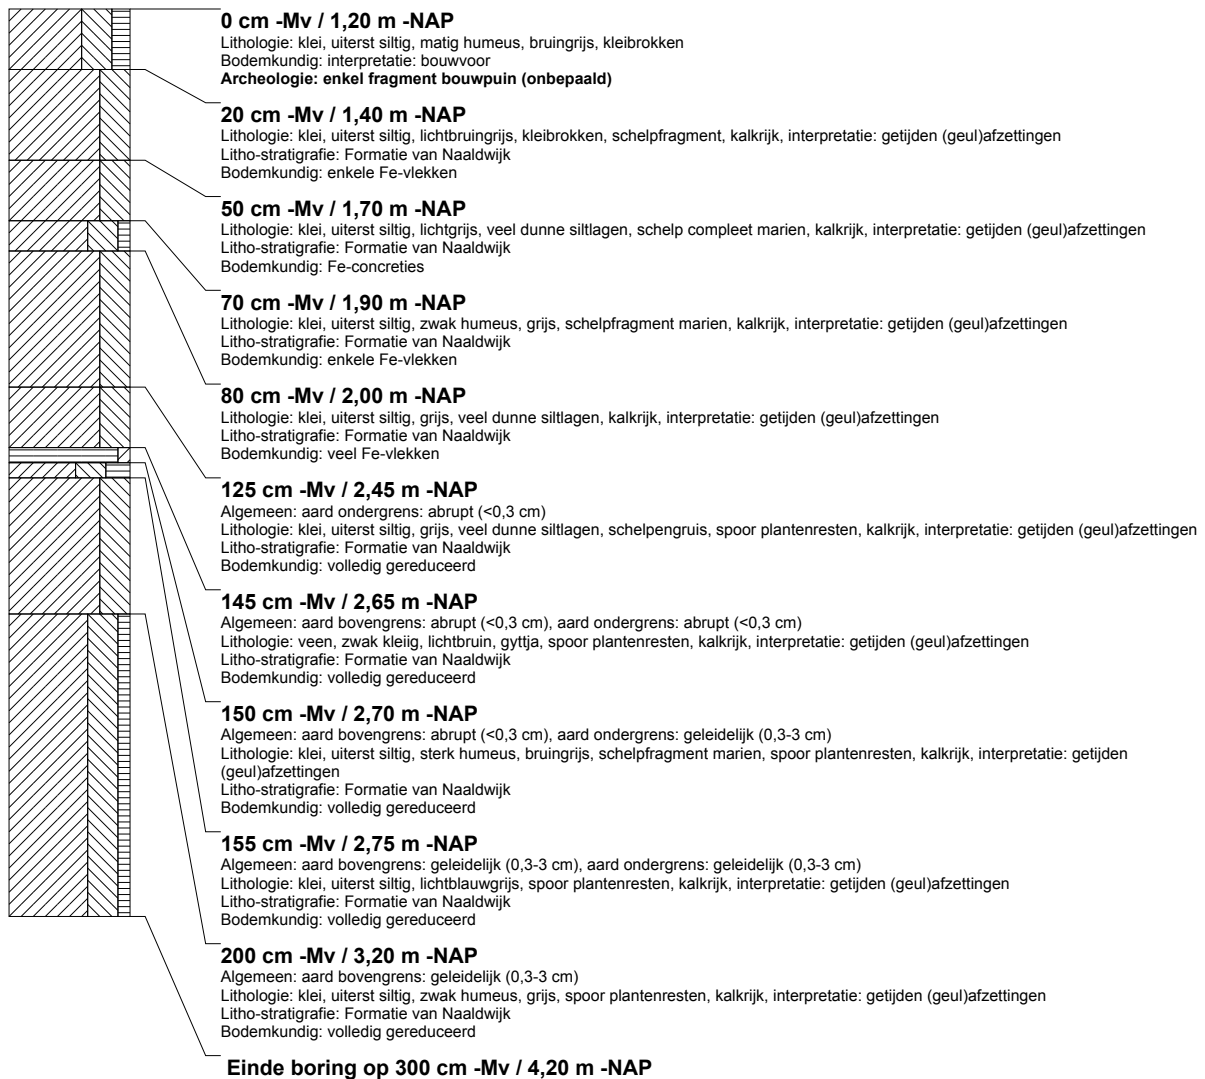 0 cm -Mv / 1,20 m -NAP
Lithologie: klei, uiterst siltig, matig humeus, bruingrijs, kleibrokken
Bodemkundig: interpretatie: bouwvoor
Archeologie: enkel fragment bouwpuin (onbepaald)
20 cm -Mv / 1,40 m -NAP
Lithologie: klei, uiterst siltig, lichtbruingrijs, kleibrokken, schelpfragment, kalkrijk, interpretatie: getijden (geul)afzettingen
Litho-stratigrafie: Formatie van Naaldwijk
Bodemkundig: enkele Fe-vlekken
50 cm -Mv / 1,70 m -NAP
Lithologie: klei, uiterst siltig, lichtgrijs, veel dunne siltlagen, schelp compleet marien, kalkrijk, interpretatie: getijden (geul)afzettingen
Litho-stratigrafie: Formatie van Naaldwijk
Bodemkundig: Fe-concreties
70 cm -Mv / 1,90 m -NAP
Lithologie: klei, uiterst siltig, zwak humeus, grijs, schelpfragment marien, kalkrijk, interpretatie: getijden (geul)afzettingen
Litho-stratigrafie: Formatie van Naaldwijk
Bodemkundig: enkele Fe-vlekken
80 cm -Mv / 2,00 m -NAP
Lithologie: klei, uiterst siltig, grijs, veel dunne siltlagen, kalkrijk, interpretatie: getijden (geul)afzettingen
Litho-stratigrafie: Formatie van Naaldwijk
Bodemkundig: veel Fe-vlekken
125 cm -Mv / 2,45 m -NAP
Algemeen: aard ondergrens: abrupt (<0,3 cm)
Lithologie: klei, uiterst siltig, grijs, veel dunne siltlagen, schelpengruis, spoor plantenresten, kalkrijk, interpretatie: getijden (geul)afzettingen
Litho-stratigrafie: Formatie van Naaldwijk
Bodemkundig: volledig gereduceerd
145 cm -Mv / 2,65 m -NAP
Algemeen: aard bovengrens: abrupt (<0,3 cm), aard ondergrens: abrupt (<0,3 cm)
Lithologie: veen, zwak kleiig, lichtbruin, gyttja, spoor plantenresten, kalkrijk, interpretatie: getijden (geul)afzettingen
Litho-stratigrafie: Formatie van Naaldwijk
Bodemkundig: volledig gereduceerd
150 cm -Mv / 2,70 m -NAP
Algemeen: aard bovengrens: abrupt (<0,3 cm), aard ondergrens: geleidelijk (0,3-3 cm)
Lithologie: klei, uiterst siltig, sterk humeus, bruingrijs, schelpfragment marien, spoor plantenresten, kalkrijk, interpretatie: getijden
(geul)afzettingen
Litho-stratigrafie: Formatie van Naaldwijk
Bodemkundig: volledig gereduceerd
155 cm -Mv / 2,75 m -NAP
Algemeen: aard bovengrens: geleidelijk (0,3-3 cm), aard ondergrens: geleidelijk (0,3-3 cm)
Lithologie: klei, uiterst siltig, lichtblauwgrijs, spoor plantenresten, kalkrijk, interpretatie: getijden (geul)afzettingen
Litho-stratigrafie: Formatie van Naaldwijk
Bodemkundig: volledig gereduceerd
200 cm -Mv / 3,20 m -NAP
Algemeen: aard bovengrens: geleidelijk (0,3-3 cm)
Lithologie: klei, uiterst siltig, zwak humeus, grijs, spoor plantenresten, kalkrijk, interpretatie: getijden (geul)afzettingen
Litho-stratigrafie: Formatie van Naaldwijk
Bodemkundig: volledig gereduceerd
Einde boring op 300 cm -Mv / 4,20 m -NAP